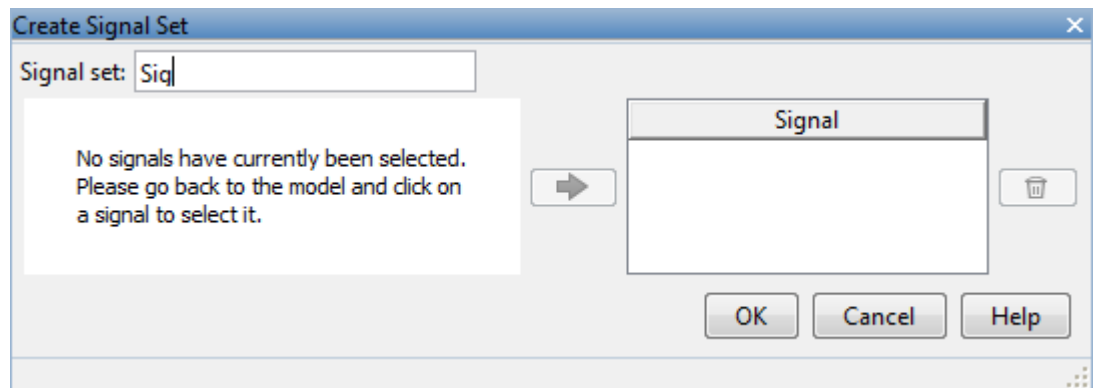 Create Signal Set
Signal set: Sig
No signals have currently been selected.
Please go back to the model and click on
a signal to select it.
Signal
OK Cancel Help